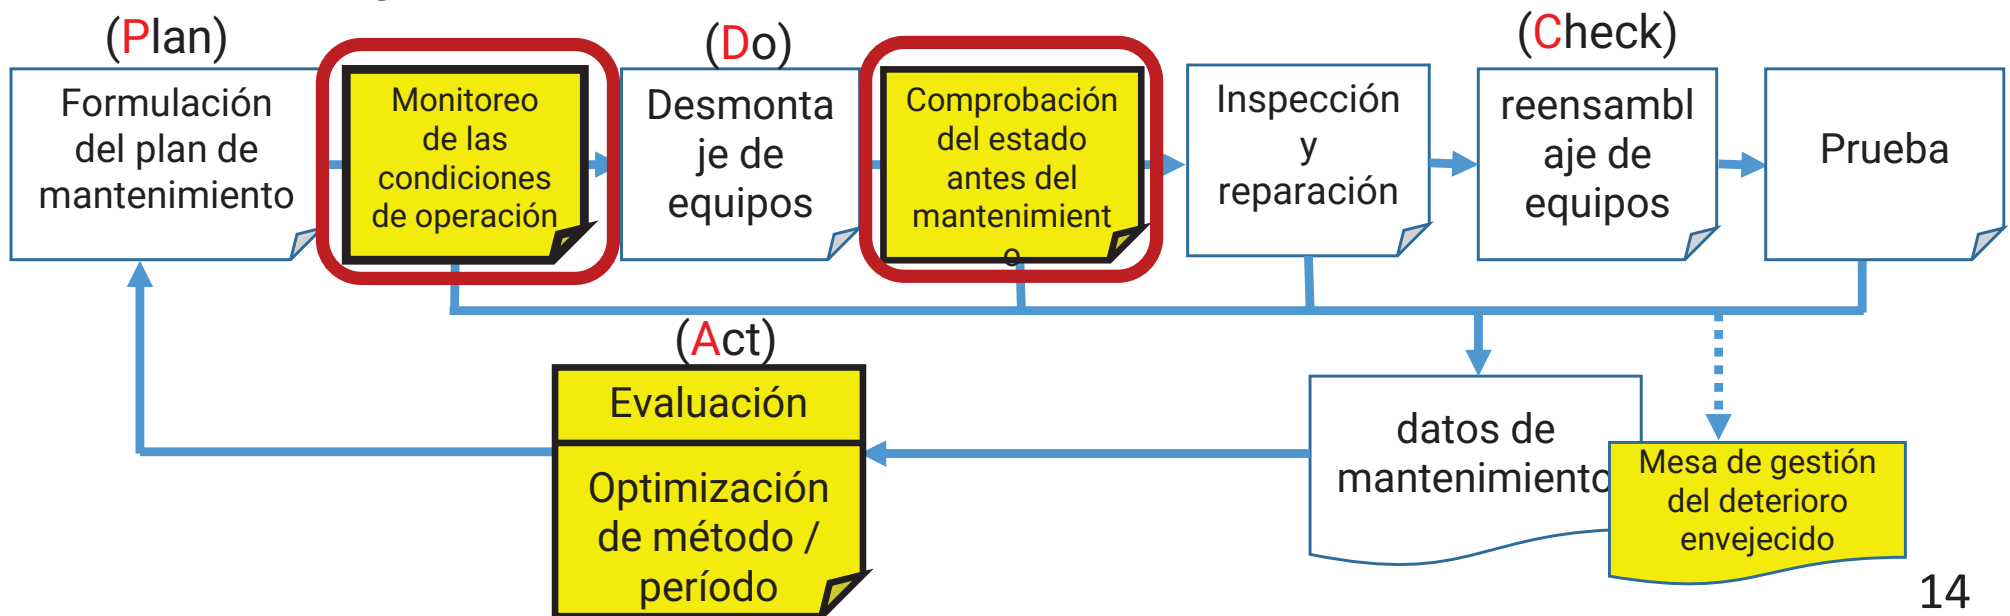 (Plan)
Formulación
del plan de
mantenimiento
Monitoreo
de las
condiciones
de operación
(Do)
Desmonta
je de
equipos
Comprobación
del estado
antes del
mantenimient
o
Inspección
y
reparación
(Check)
reensambl
aje de
equipos
Prueba
(Act)
Evaluación
Optimización
de método /
período
datos de
mantenimiento
Mesa de gestión
del deterioro
envejecido
14